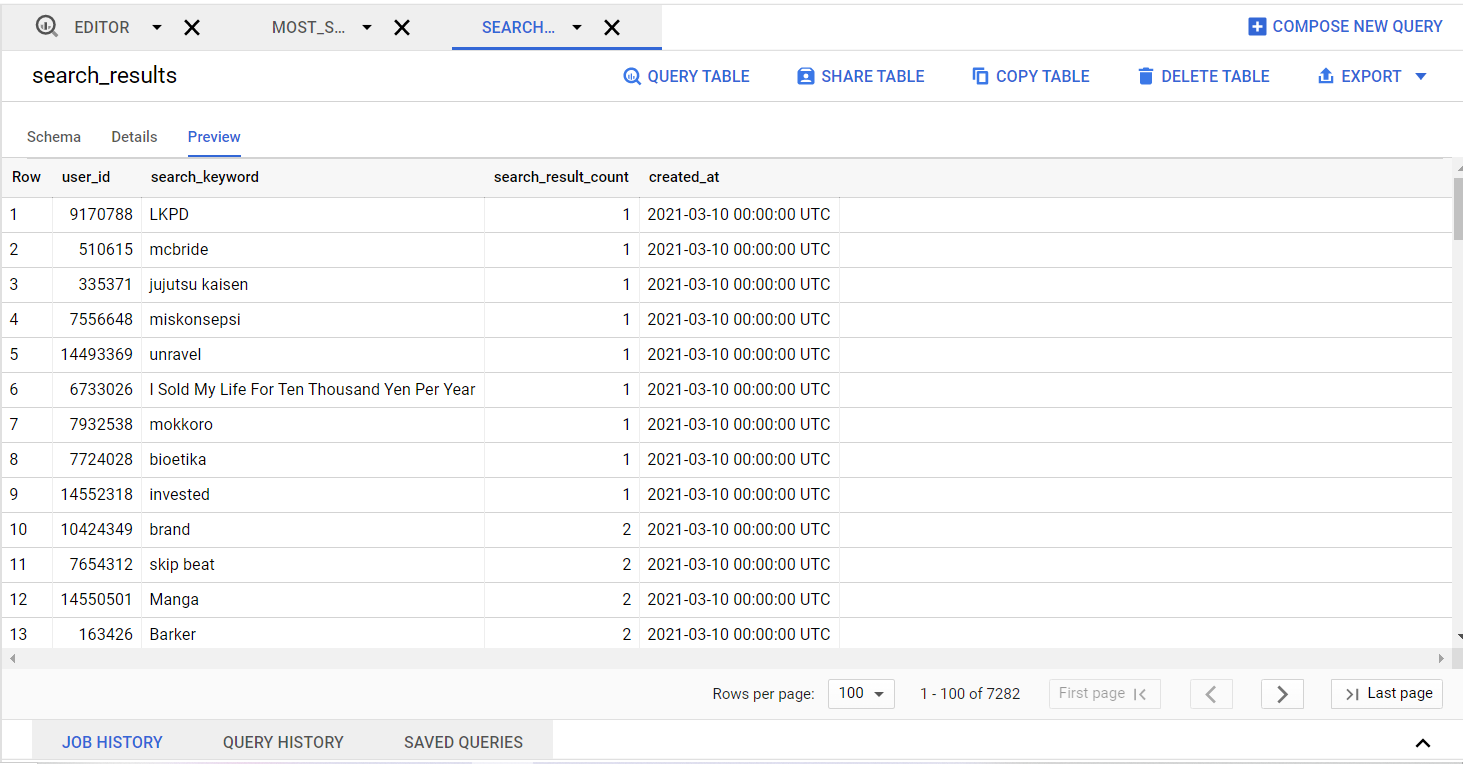 EDITOR MOST_S... SEARCH... COMPOSE NEW QUERY
search_results QUERY TABLE SHARE TABLE COPY TABLE DELETE TABLE EXPORT
Schema Details Preview
Row user_id search_keyword search_result_count created_at
1 9170788 LKPD 1 2021-03-10 00:00:00 UTC
2 510615 mcbride 1 2021-03-10 00:00:00 UTC
3 335371 jujutsu kaisen 1 2021-03-10 00:00:00 UTC
4 7556648 miskonsepsi 1 2021-03-10 00:00:00 UTC
5 14493369 unravel 1 2021-03-10 00:00:00 UTC
6 6733026 I Sold My Life For Ten Thousand Yen Per Year 1 2021-03-10 00:00:00 UTC
7 7932538 mokkoro 1 2021-03-10 00:00:00 UTC
8 7724028 bioetika 1 2021-03-10 00:00:00 UTC
9 14552318 invested 1 2021-03-10 00:00:00 UTC
10 10424349 brand 2 2021-03-10 00:00:00 UTC
11 7654312 skip beat 2 2021-03-10 00:00:00 UTC
12 14550501 Manga 2 2021-03-10 00:00:00 UTC
13 163426 Barker 2 2021-03-10 00:00:00 UTC
Rows per page: 100 1 - 100 of 7282 First page Last page
JOB HISTORY QUERY HISTORY SAVED QUERIES